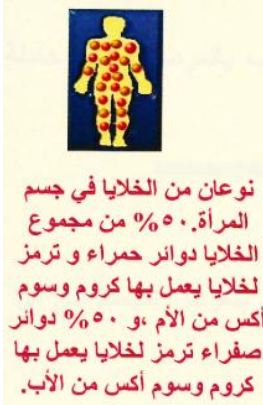 نوعان من الخلايا في جسم
المرأة.٥٠% من مجموع
الخلايا دوائر حمراء و ترمز
لخلايا يعمل بها كروم وسوم
أكس من الأم ،و ٥٠% دوائر
صفراء ترمز لخلايا يعمل بها
كروم وسوم أكس من الأب.